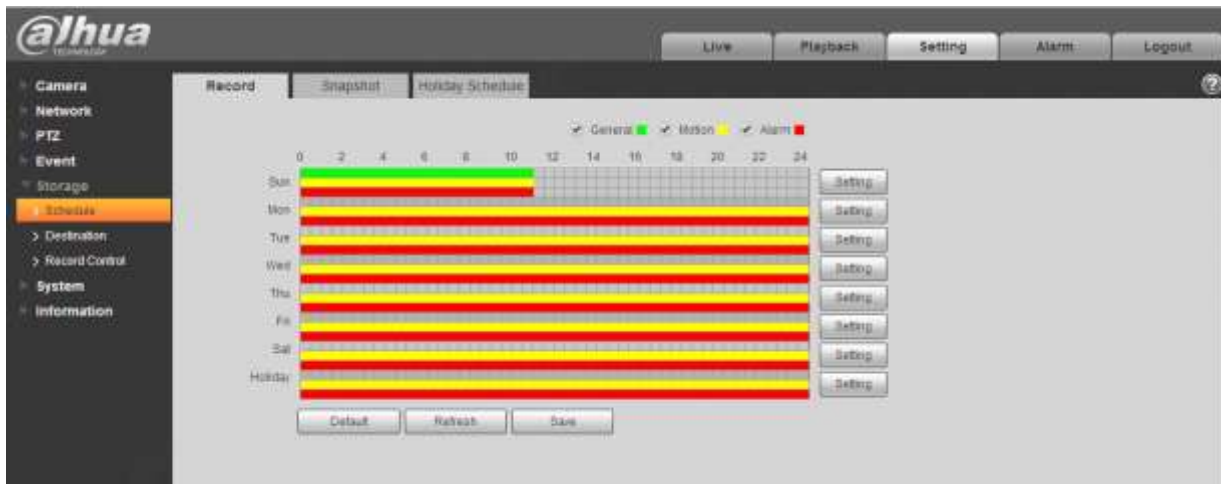 alhua
TECHNOLOGY
Live Playback Setting Alarm Logout
Camera
Network
PTZ
Event
Storage
Schedule
Destination
Record Control
System
Information
Record Snapshot Holiday Schedule
General Motion Alarm
0 2 4 6 8 10 12 14 16 18 20 22 24
Sun Setting
Mon Setting
Tue Setting
Wed Setting
Thu Setting
Fri Setting
Sat Setting
Holiday Setting
Default Refresh Save